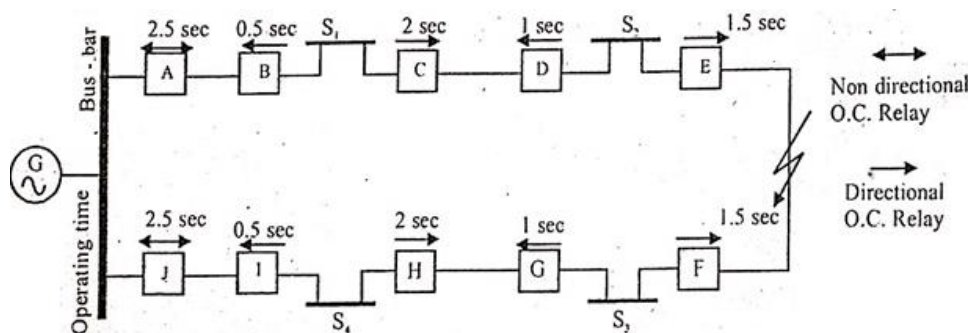 2.5 sec 0.5 sec S₁ 2 sec 1 sec S₂ 1.5 sec
A B C D E
Bus - bar
Non directional
O.C. Relay
G
Directional
O.C. Relay
Operating time
2.5 sec 0.5 sec 2 sec 1 sec 1.5 sec
J I H G F
S₄ S₃